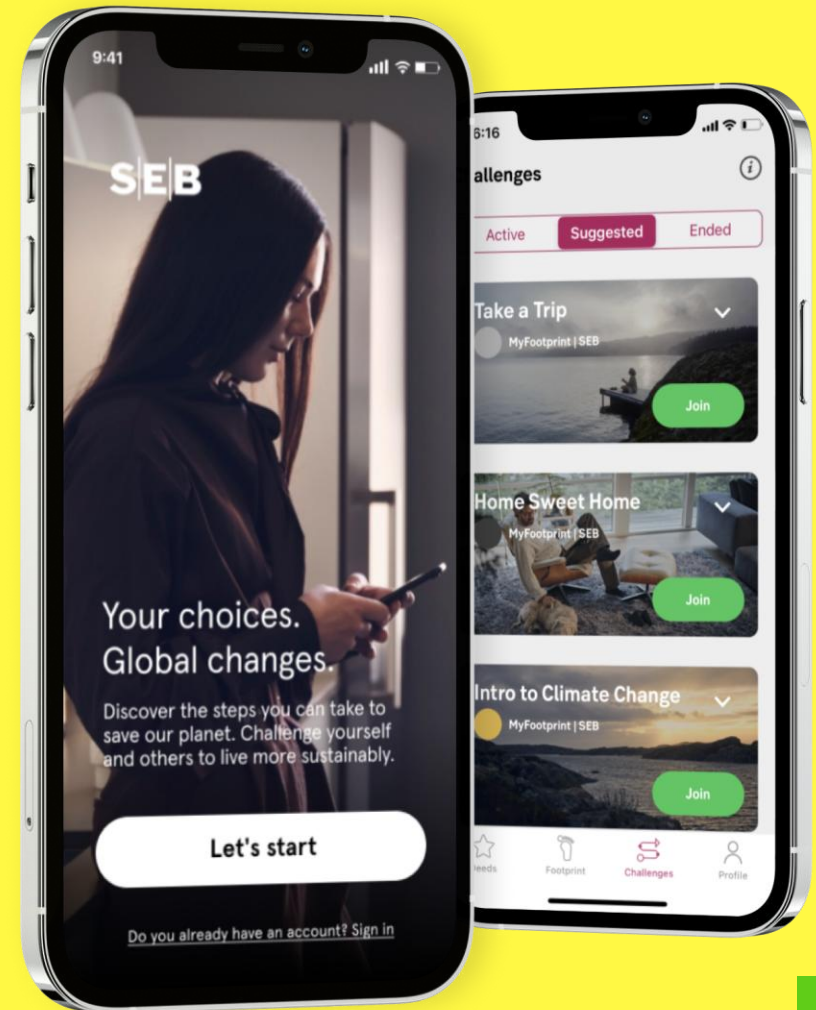 9:41
S|E|B
Your choices.
Global changes.
Discover the steps you can take to
save our planet. Challenge yourself
and others to live more sustainably.
Let's start
Do you already have an account? Sign in
6:16
allenges
Active Suggested Ended
Take a Trip
MyFootprint | SEB
Join
Home Sweet Home
MyFootprint | SEB
Join
Intro to Climate Change
MyFootprint | SEB
Join
eeds Footprint Challenges Profile